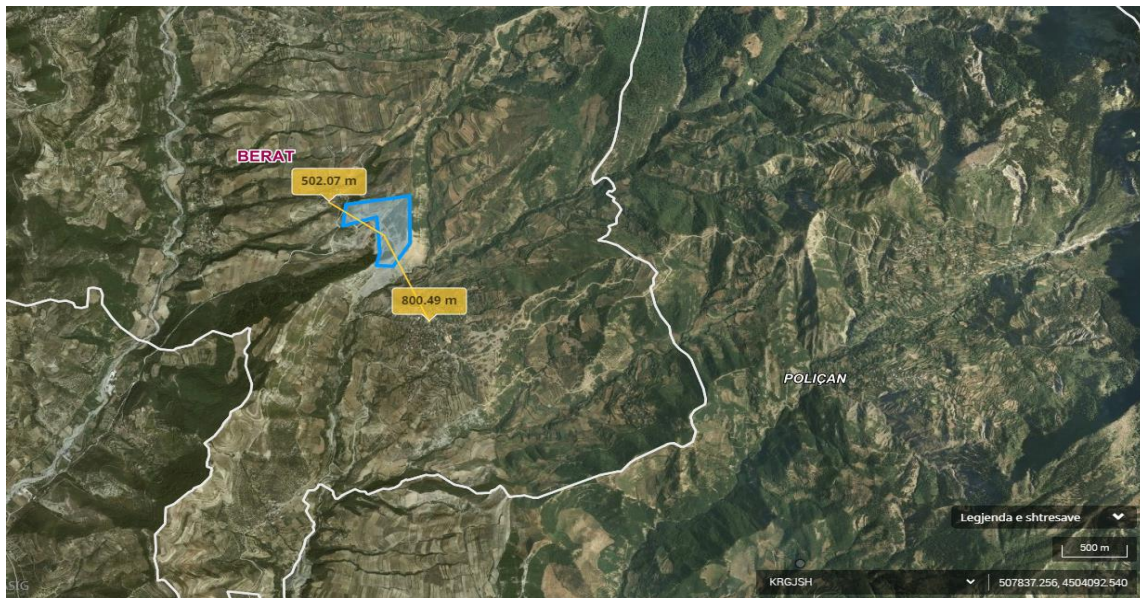 BERAT
502.07 m
800.49 m
POLIÇAN
Legjenda e shtresave
500 m
KRGJSH
507837.256, 4504092.540